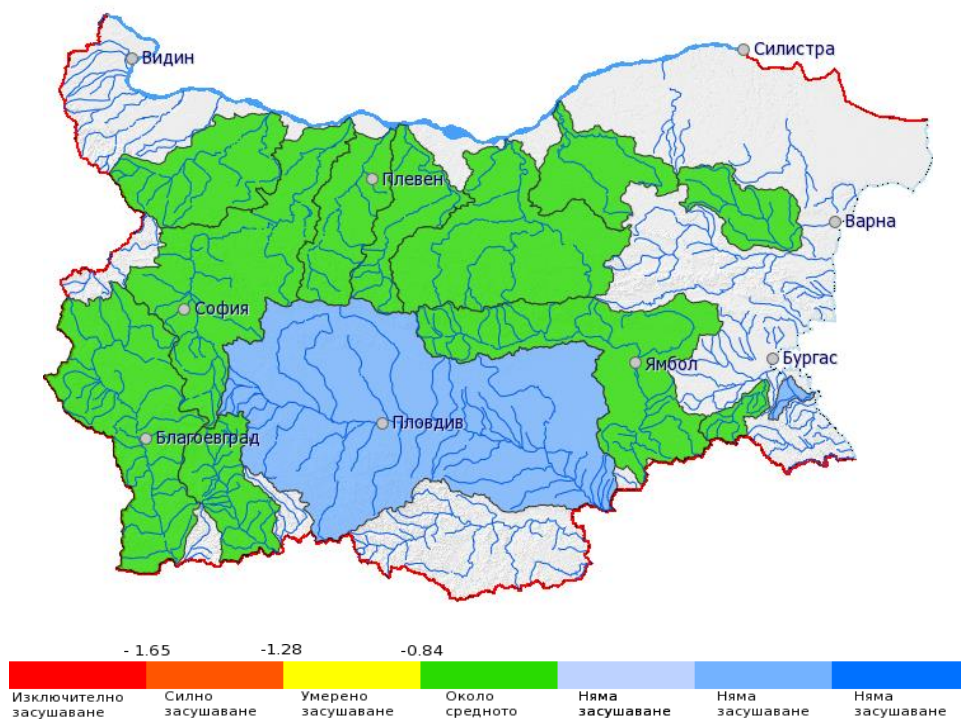 Видин
Силистра
Плевен
Варна
София
Бургас
Ямбол
Пловдив
Благоевград
- 1.65
-1.28
-0.84
Изключително
засушаване
Силно
засушаване
Умерено
засушаване
Около
средното
Няма
засушаване
Няма
засушаване
Няма
засушаване